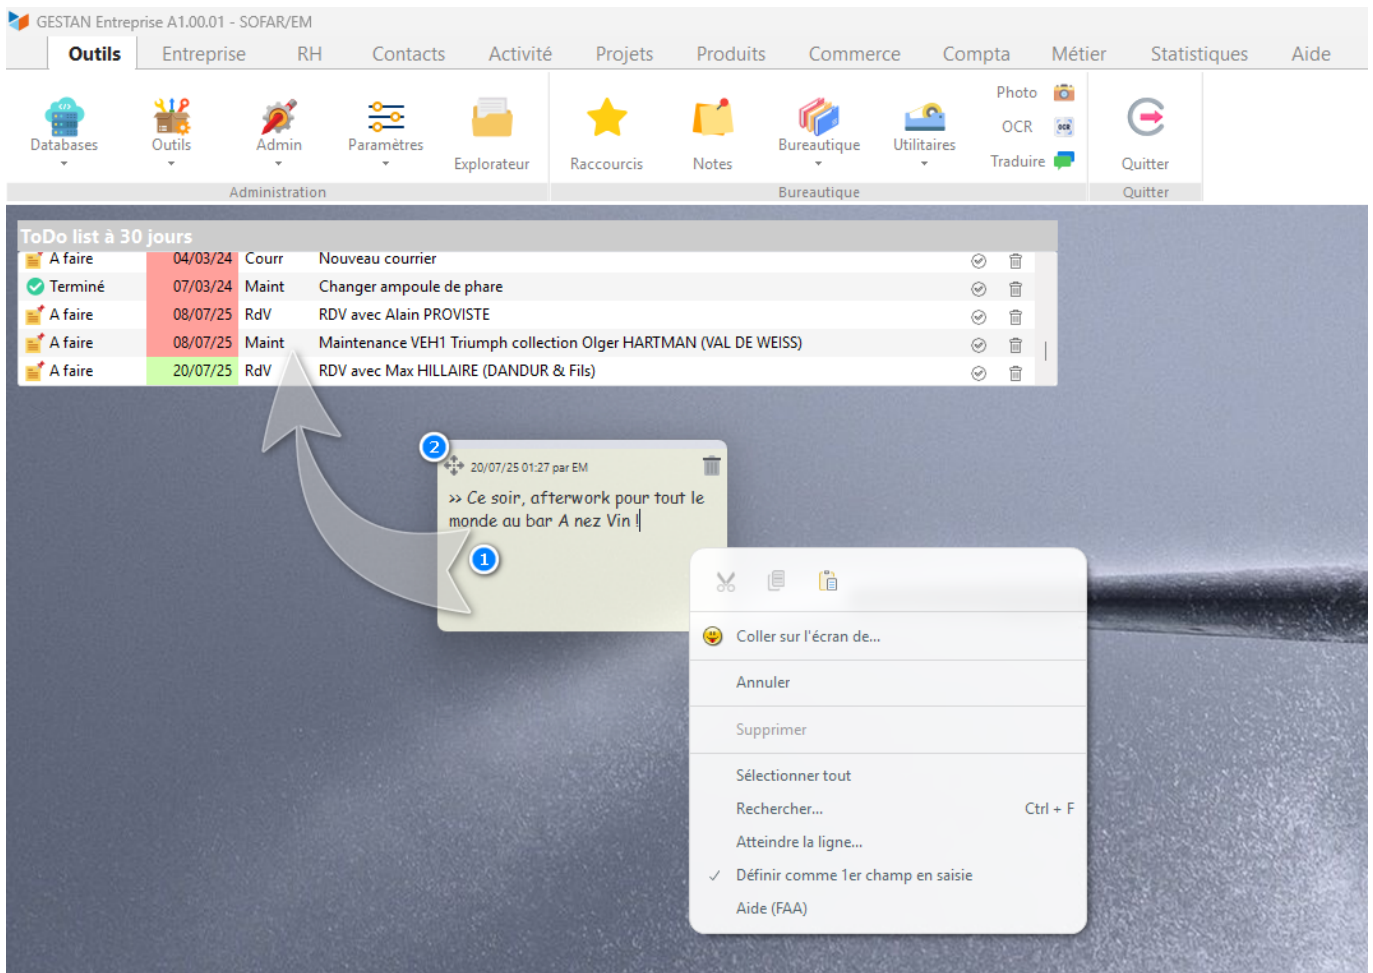 GESTAN Entreprise A1.00.01 - SOFAR/EM
Outils Entreprise RH Contacts Activité Projets Produits Commerce Compta Métier Statistiques Aide
Databases Outils Admin Paramètres Explorateur Raccourcis Notes Bureautique Utilitaires Photo OCR Traduire Quitter
OCR
Administration Bureautique Quitter
ToDo list à 30 jours
A faire 04/03/24 Courr Nouveau courrier
Terminé 07/03/24 Maint Changer ampoule de phare
A faire 08/07/25 RdV RDV avec Alain PROVISTE
A faire 08/07/25 Maint Maintenance VEH1 Triumph collection Olger HARTMAN (VAL DE WEISS)
A faire 20/07/25 RdV RDV avec Max HILLAIRE (DANDUR & Fils)
2
20/07/25 01:27 par EM
>> Ce soir, afterwork pour tout le
monde au bar A nez Vin !
1
Coller sur l'écran de...
Annuler
Supprimer
Sélectionner tout
Rechercher... Ctrl + F
Atteindre la ligne...
Définir comme 1er champ en saisie
Aide (FAA)